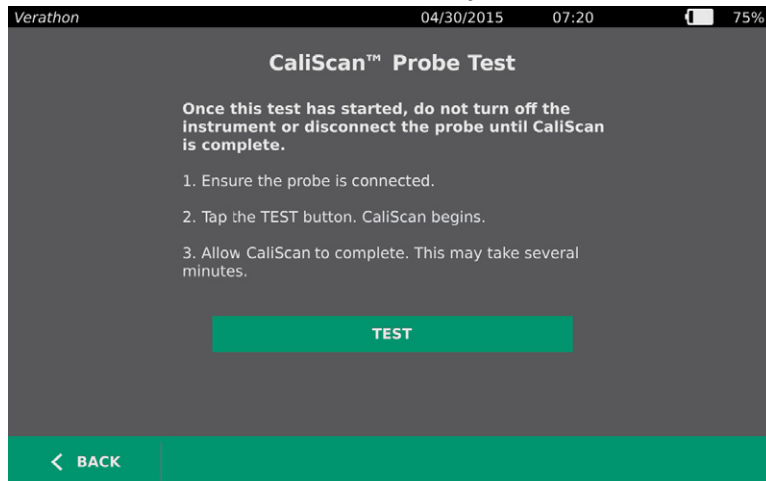 Verathon 04/30/2015 07:20 75%
CaliScan™ Probe Test
Once this test has started, do not turn off the
instrument or disconnect the probe until CaliScan
is complete.
1. Ensure the probe is connected.
2. Tap the TEST button. CaliScan begins.
3. Allow CaliScan to complete. This may take several
minutes.
TEST
BACK